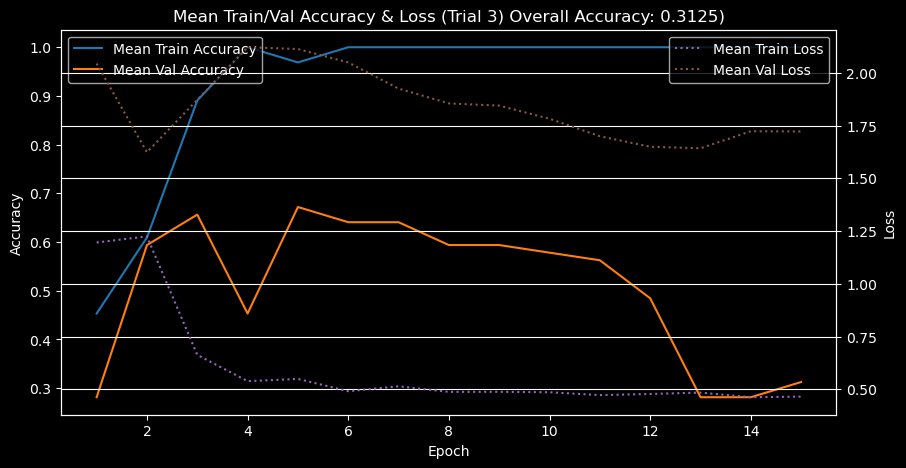 Mean Train/Val Accuracy & Loss (Trial 3) Overall Accuracy: 0.3125)
Mean Train Accuracy
Mean Val Accuracy
Mean Train Loss
Mean Val Loss
1.0
0.9
0.8
0.7
0.6
0.5
0.4
0.3
Accuracy
2.00
1.75
1.50
1.25
1.00
0.75
0.50
Loss
2
4
6
8
10
12
14
Epoch